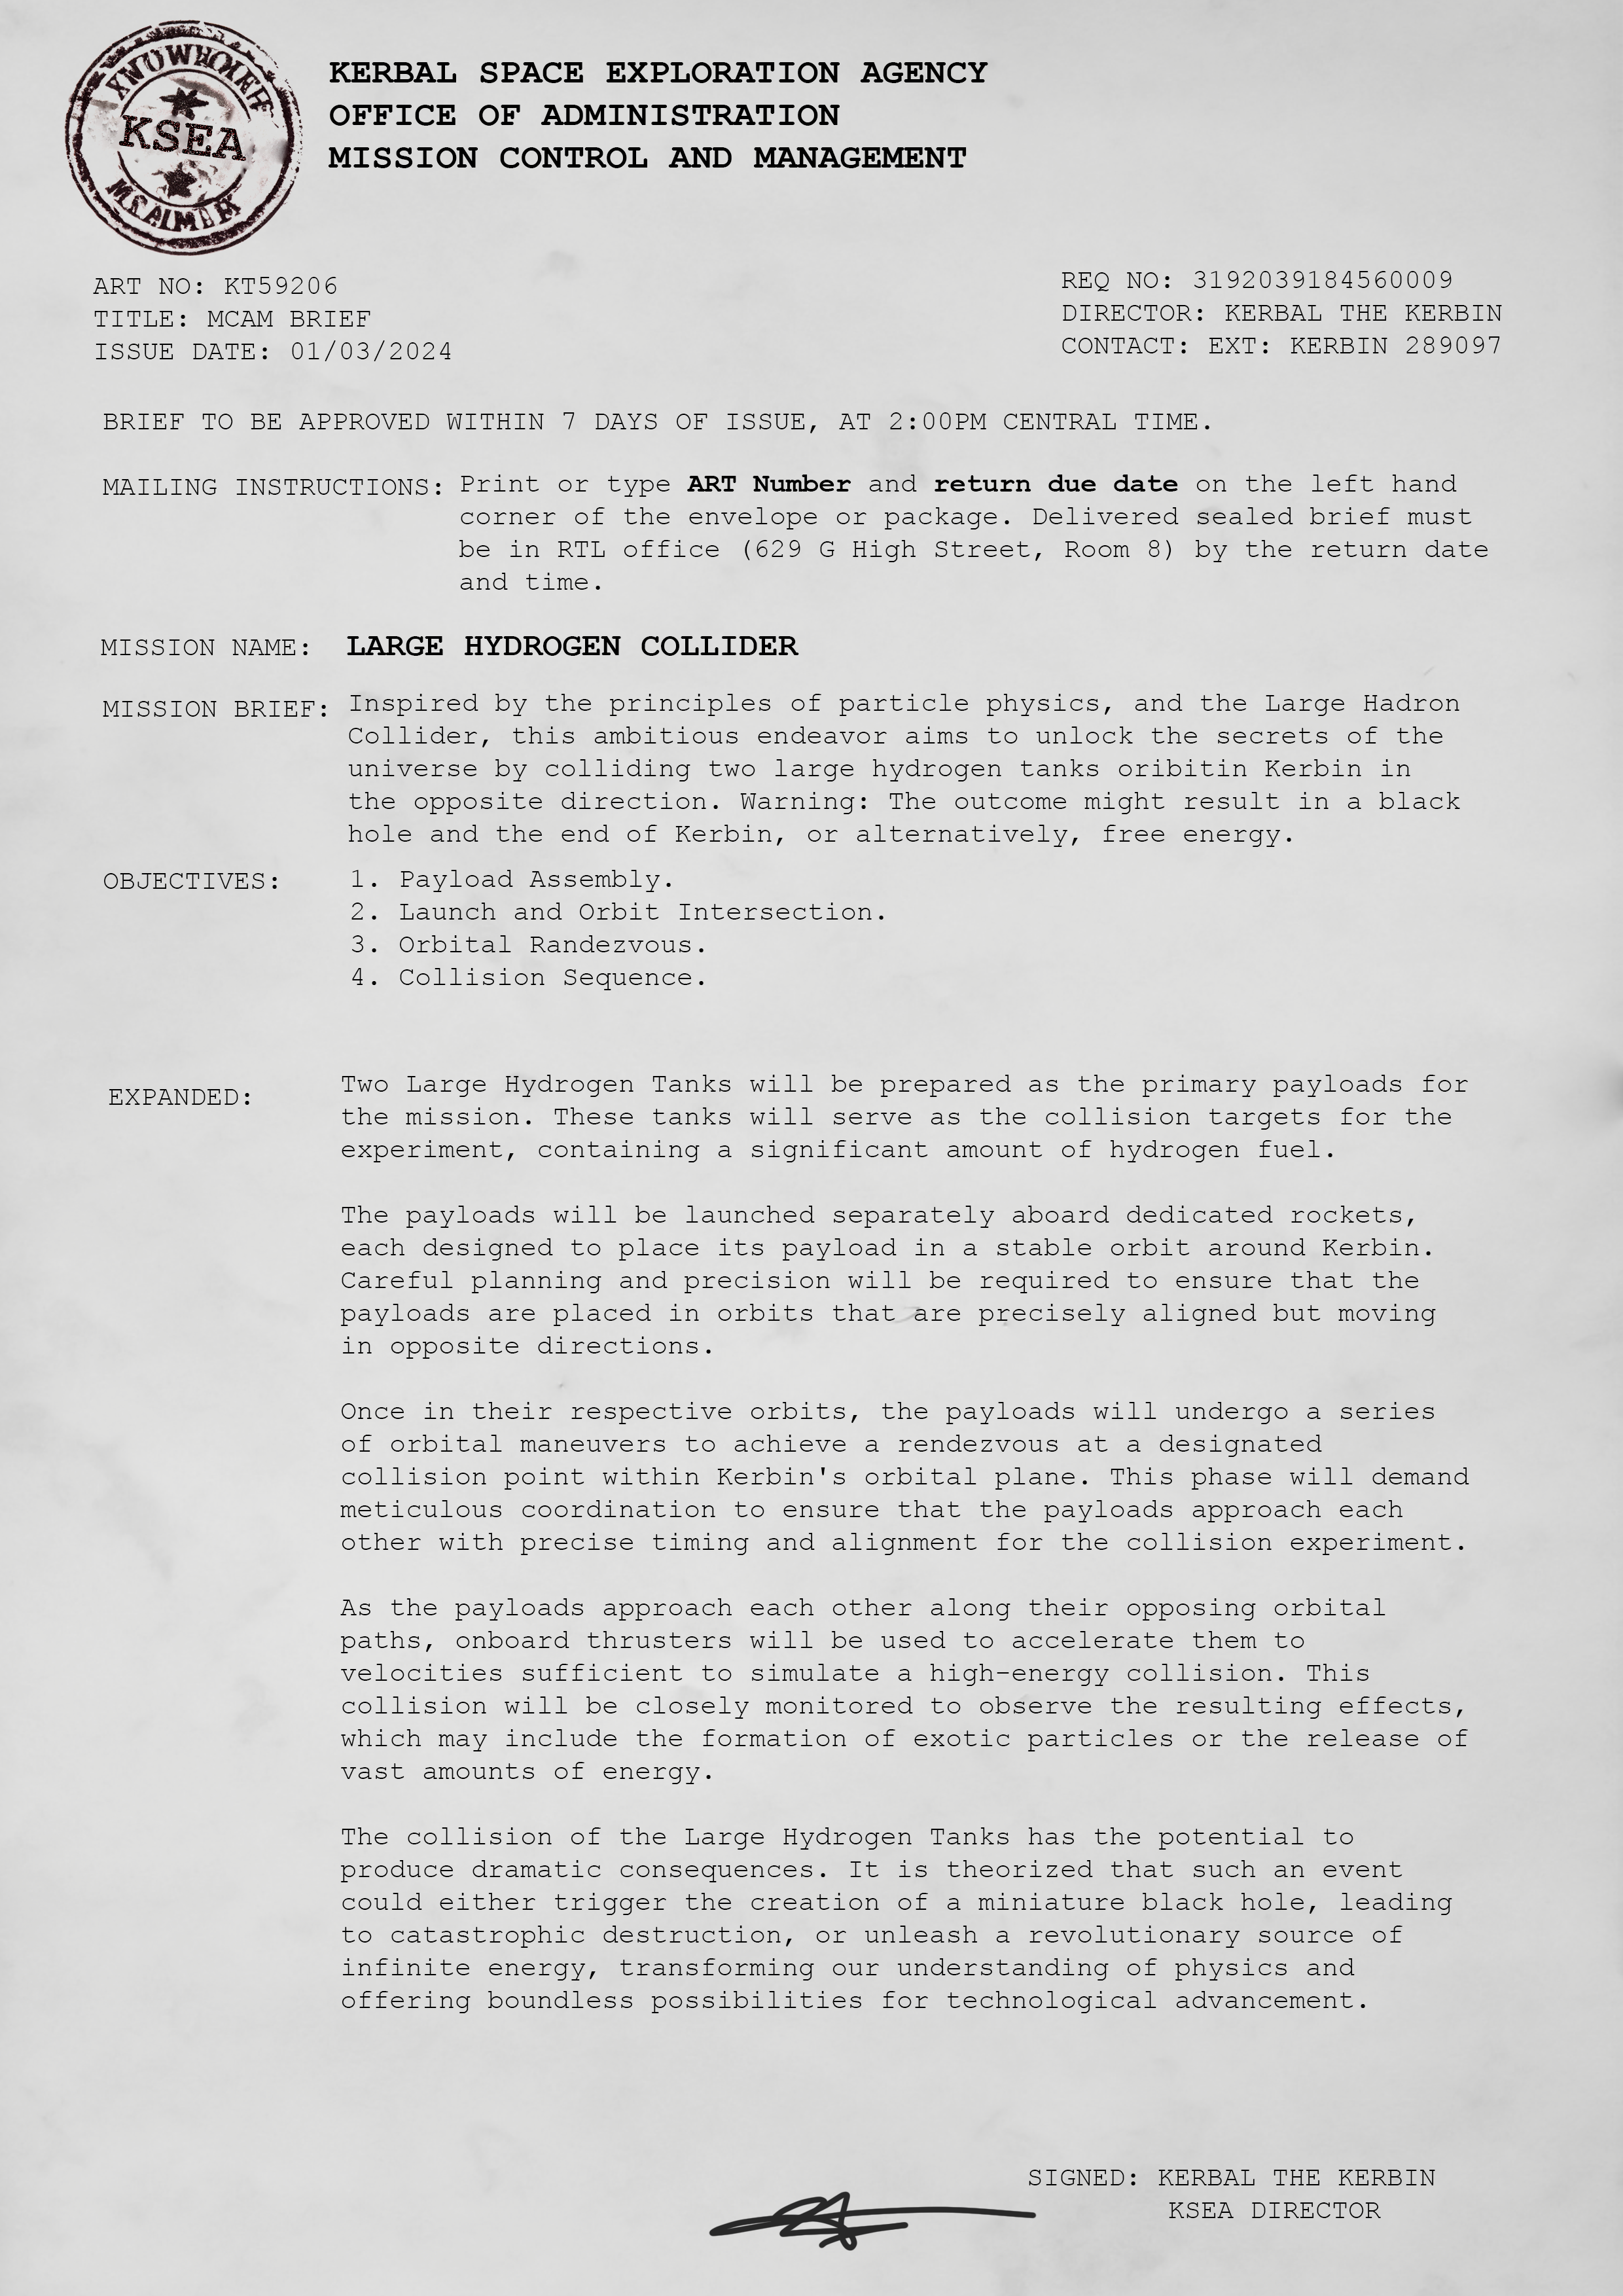 KSEA
KERBAL SPACE EXPLORATION AGENCY
OFFICE OF ADMINISTRATION
MISSION CONTROL AND MANAGEMENT
ART NO: KT59206
TITLE: MCAM BRIEF
ISSUE DATE: 01/03/2024
REQ NO: 3192039184560009
DIRECTOR: KERBAL THE KERBIN
CONTACT: EXT: KERBIN 289097
BRIEF TO BE APPROVED WITHIN 7 DAYS OF ISSUE, AT 2:00PM CENTRAL TIME.
MAILING INSTRUCTIONS: Print or type ART Number and return due date on the left hand
corner of the envelope or package. Delivered sealed brief must
be in RTL office (629 G High Street, Room 8) by the return date
and time.
MISSION NAME: LARGE HYDROGEN COLLIDER
MISSION BRIEF: Inspired by the principles of particle physics, and the Large Hadron
Collider, this ambitious endeavor aims to unlock the secrets of the
universe by colliding two large hydrogen tanks oribitin Kerbin in
the opposite direction. Warning: The outcome might result in a black
hole and the end of Kerbin, or alternatively, free energy.
OBJECTIVES: 1. Payload Assembly.
2. Launch and Orbit Intersection.
3. Orbital Randezvous.
4. Collision Sequence.
EXPANDED: Two Large Hydrogen Tanks will be prepared as the primary payloads for
the mission. These tanks will serve as the collision targets for the
experiment, containing a significant amount of hydrogen fuel.
The payloads will be launched separately aboard dedicated rockets,
each designed to place its payload in a stable orbit around Kerbin.
Careful planning and precision will be required to ensure that the
payloads are placed in orbits that are precisely aligned but moving
in opposite directions.
Once in their respective orbits, the payloads will undergo a series
of orbital maneuvers to achieve a rendezvous at a designated
collision point within Kerbin's orbital plane. This phase will demand
meticulous coordination to ensure that the payloads approach each
other with precise timing and alignment for the collision experiment.
As the payloads approach each other along their opposing orbital
paths, onboard thrusters will be used to accelerate them to
velocities sufficient to simulate a high-energy collision. This
collision will be closely monitored to observe the resulting effects,
which may include the formation of exotic particles or the release of
vast amounts of energy.
The collision of the Large Hydrogen Tanks has the potential to
produce dramatic consequences. It is theorized that such an event
could either trigger the creation of a miniature black hole, leading
to catastrophic destruction, or unleash a revolutionary source of
infinite energy, transforming our understanding of physics and
offering boundless possibilities for technological advancement.
SIGNED: KERBAL THE KERBIN
KSEA DIRECTOR